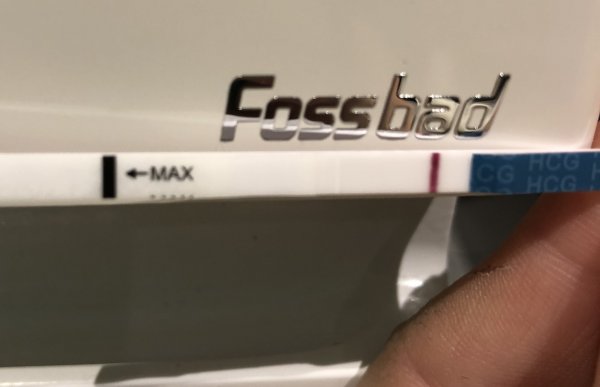 Fossbad
←MAX
CG HCG H
CG HCG H